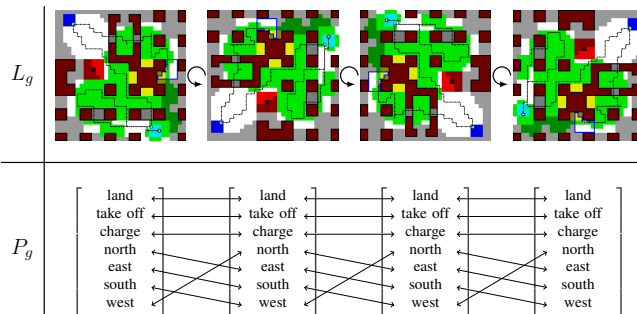 L_g
P_g
land land land land
take off take off take off take off
charge charge charge charge
north north north north
east east east east
south south south south
west west west west